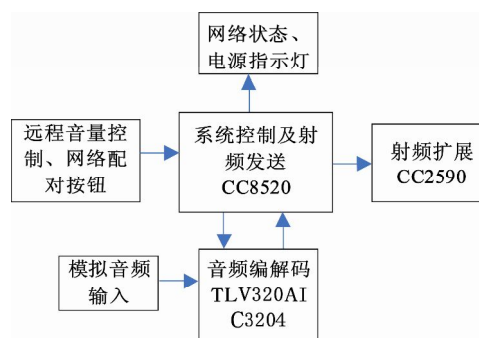 网络状态、
电源指示灯
远程音量控
制、网络配
对按钮
系统控制及射
频发送
CC8520
射频扩展
CC2590
模拟音频
输入
音频编解码
TLV320AI
C3204